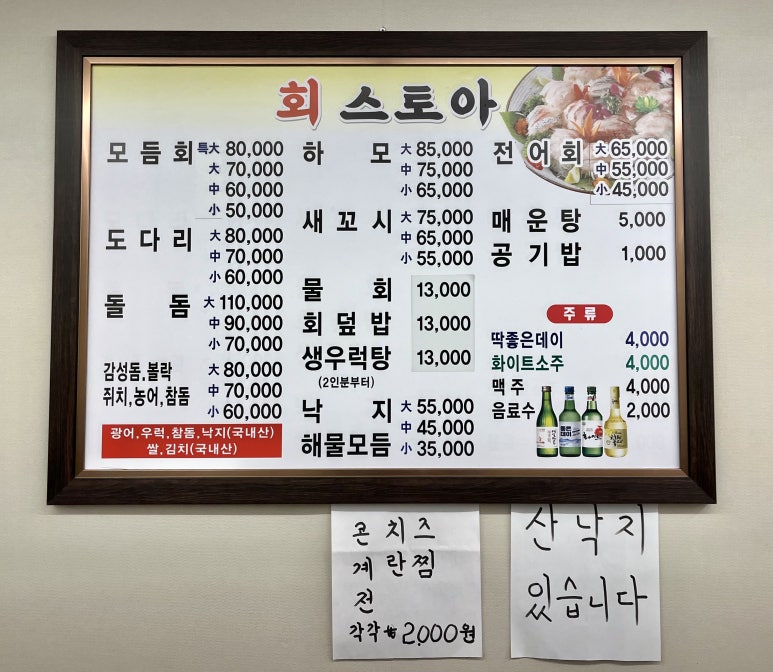 회 스토아
모듬회 특大 80,000
大 70,000
中 60,000
小 50,000
도다리 大 80,000
中 70,000
小 60,000
돌돔 大 110,000
中 90,000
小 70,000
감성돔,볼락 大 80,000
쥐치,농어,참돔 中 70,000
小 60,000
광어,우럭,참돔,낙지(국내산)
쌀,김치(국내산)
하모 大 85,000
中 75,000
小 65,000
새꼬시 大 75,000
中 65,000
小 55,000
물회 13,000
회덮밥 13,000
생우럭탕 13,000
(2인분부터)
낙지 大 55,000
中 45,000
해물모듬 小 35,000
전어회 大 65,000
中 55,000
小 45,000
매운탕 5,000
공기밥 1,000
주류
딱좋은데이 4,000
화이트소주 4,000
맥주 4,000
음료수 2,000
콘치즈
계란찜
전
각각 ₩2,000원
산낙지
있습니다